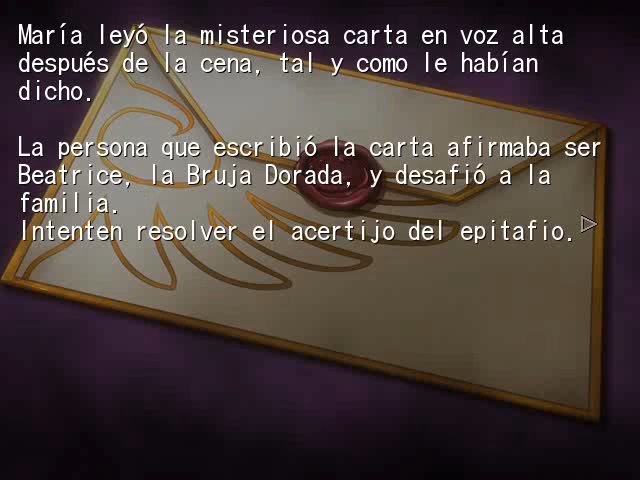 María leyó la misteriosa carta en voz alta
después de la cena, tal y como le habían
dicho.
La persona que escribió la carta afirmaba ser
Beatrice, la Bruja Dorada, y desafió a la
familia.
Intenten resolver el acertijo del epitafio.